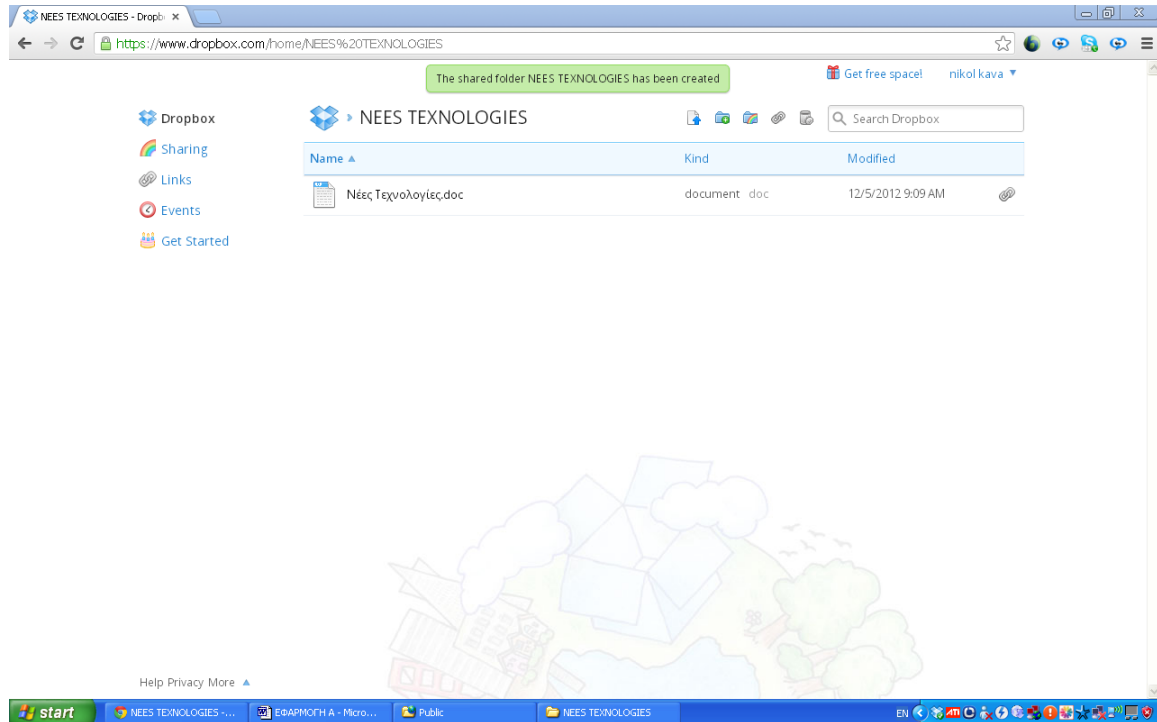 NEES TEXNOLOGIES - Dropb
https://www.dropbox.com/home/NEES%20TEXNOLOGIES
The shared folder NEES TEXNOLOGIES has been created
Get free space!
nikol kava
Dropbox
Sharing
Links
Events
Get Started
NEES TEXNOLOGIES
Search Dropbox
Name Kind Modified
Νέες Τεχνολογίες.doc document doc 12/5/2012 9:09 AM
Help Privacy More
start NEES TEXNOLOGIES -... ΕΦΑΡΜΟΓΗ Α - Micro... Public NEES TEXNOLOGIES EN ATI